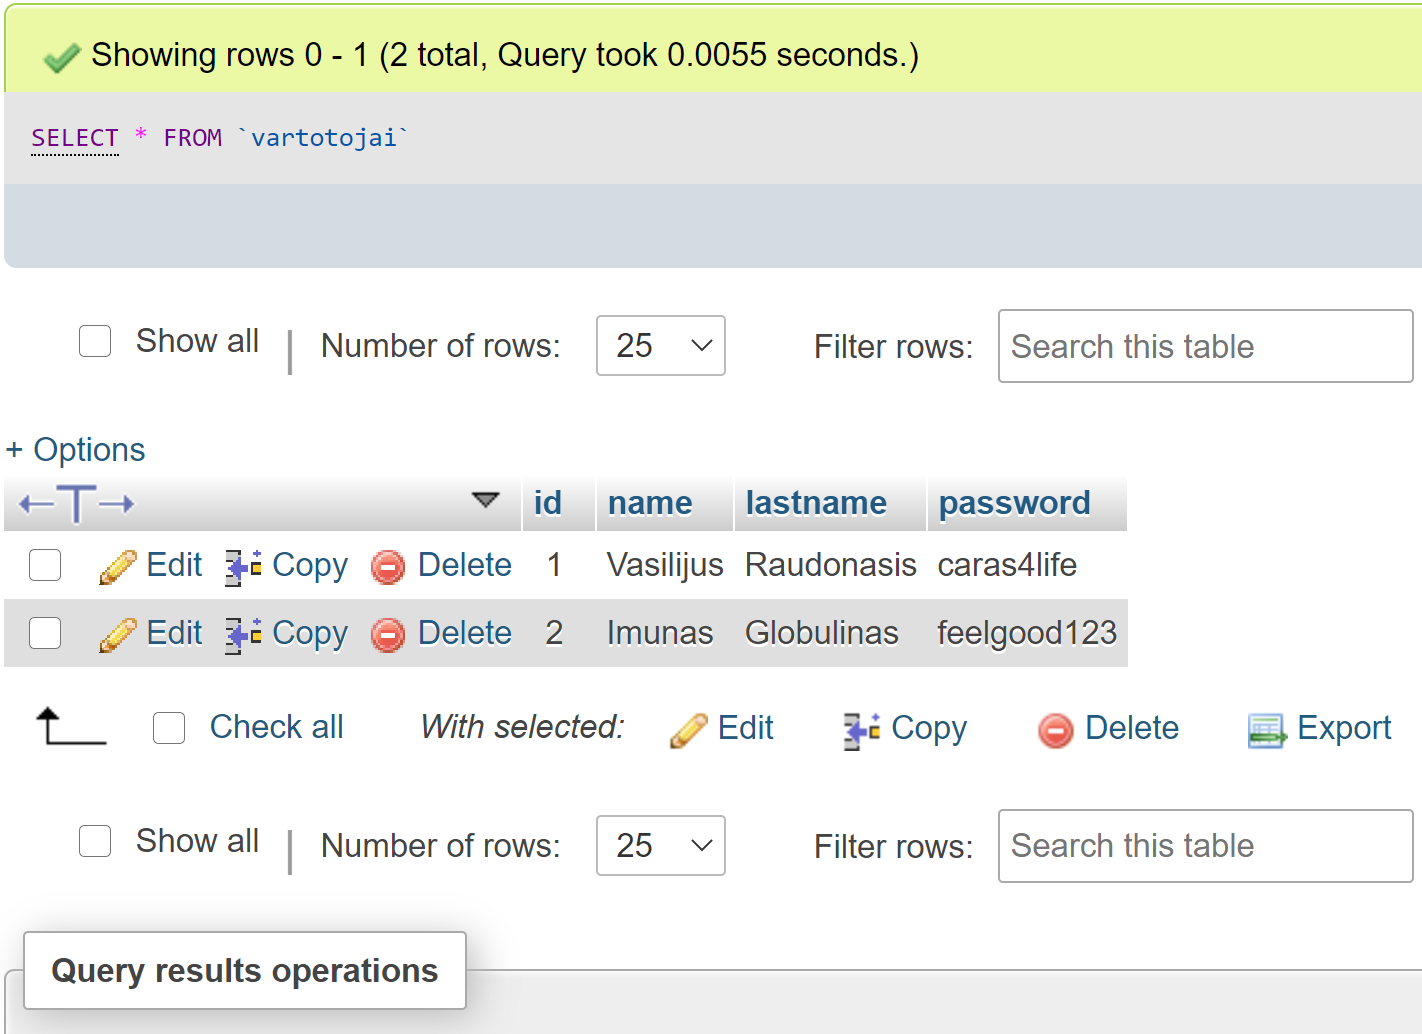 Showing rows 0 - 1 (2 total, Query took 0.0055 seconds.)
SELECT * FROM `vartotojai`
Show all | Number of rows: 25 Filter rows: Search this table
+ Options
←T→ id name lastname password
Edit Copy Delete 1 Vasilijus Raudonasis caras4life
Edit Copy Delete 2 Imunas Globulinas feelgood123
Check all With selected: Edit Copy Delete Export
Show all | Number of rows: 25 Filter rows: Search this table
Query results operations